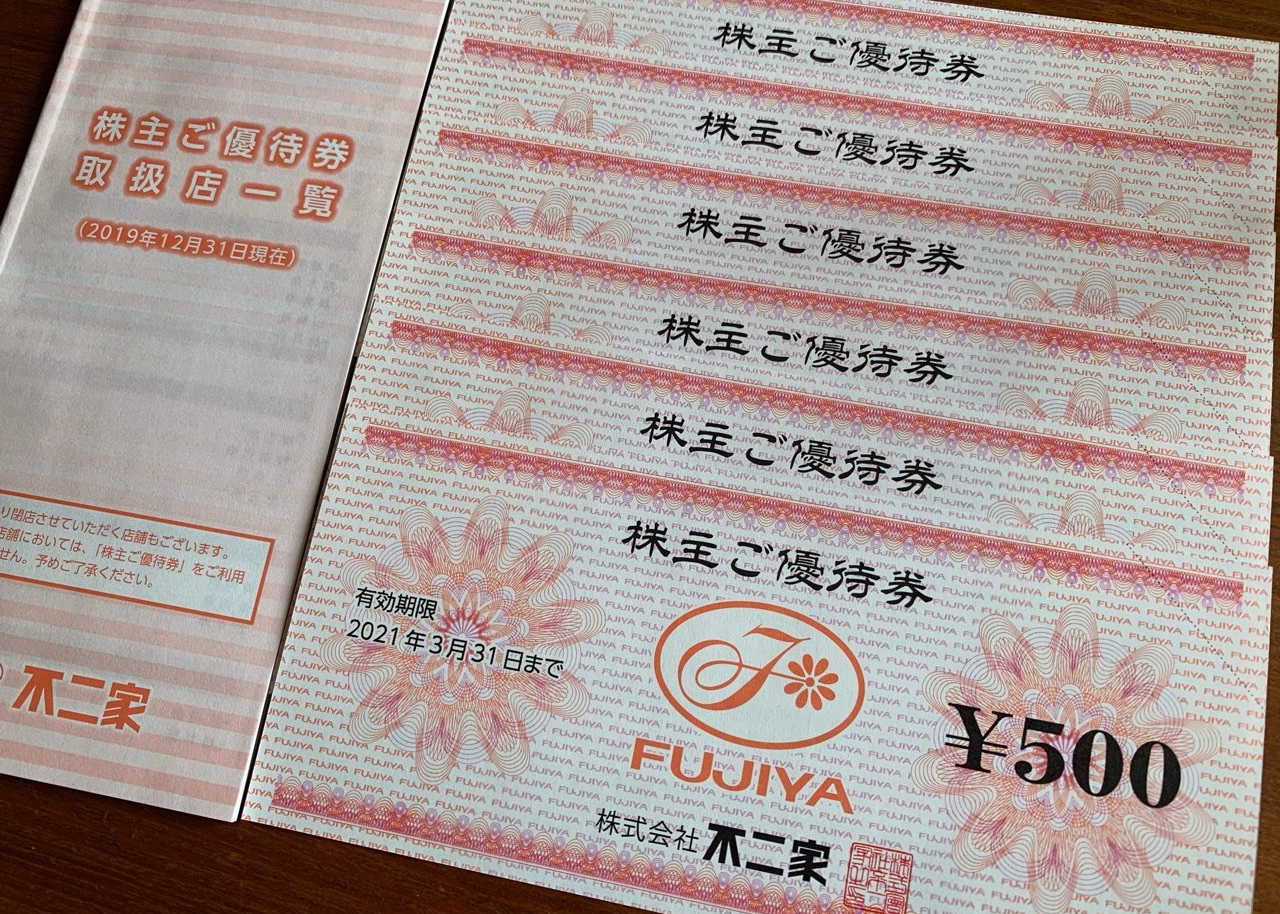 株主ご優待券
取扱店一覧
(2019年12月31日現在)
り閉店させていただく店舗もございます。
店舗においては、「株主ご優待券」をご利用
せん。予めご了承ください。
不二家
株主ご優待券
株主ご優待券
株主ご優待券
株主ご優待券
株主ご優待券
株主ご優待券
有効期限
2021年3月31日まで
FUJIYA
¥500
株式会社不二家